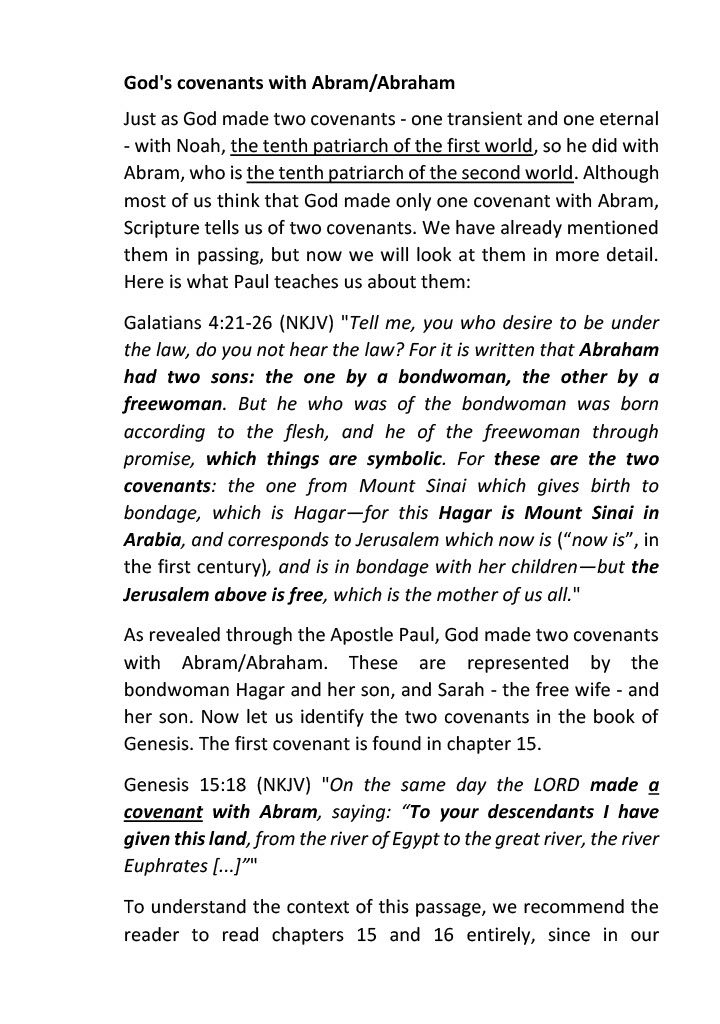 God's covenants with Abram/Abraham
Just as God made two covenants - one transient and one eternal
- with Noah, the tenth patriarch of the first world, so he did with
Abram, who is the tenth patriarch of the second world. Although
most of us think that God made only one covenant with Abram,
Scripture tells us of two covenants. We have already mentioned
them in passing, but now we will look at them in more detail.
Here is what Paul teaches us about them:
Galatians 4:21-26 (NKJV) "Tell me, you who desire to be under
the law, do you not hear the law? For it is written that Abraham
had two sons: the one by a bondwoman, the other by a
freewoman. But he who was of the bondwoman was born
according to the flesh, and he of the freewoman through
promise, which things are symbolic. For these are the two
covenants: the one from Mount Sinai which gives birth to
bondage, which is Hagar—for this Hagar is Mount Sinai in
Arabia, and corresponds to Jerusalem which now is (“now is”, in
the first century), and is in bondage with her children—but the
Jerusalem above is free, which is the mother of us all."
As revealed through the Apostle Paul, God made two covenants
with Abram/Abraham. These are represented by the
bondwoman Hagar and her son, and Sarah - the free wife - and
her son. Now let us identify the two covenants in the book of
Genesis. The first covenant is found in chapter 15.
Genesis 15:18 (NKJV) "On the same day the LORD made a
covenant with Abram, saying: “To your descendants I have
given this land, from the river of Egypt to the great river, the river
Euphrates [...]”"
To understand the context of this passage, we recommend the
reader to read chapters 15 and 16 entirely, since in our